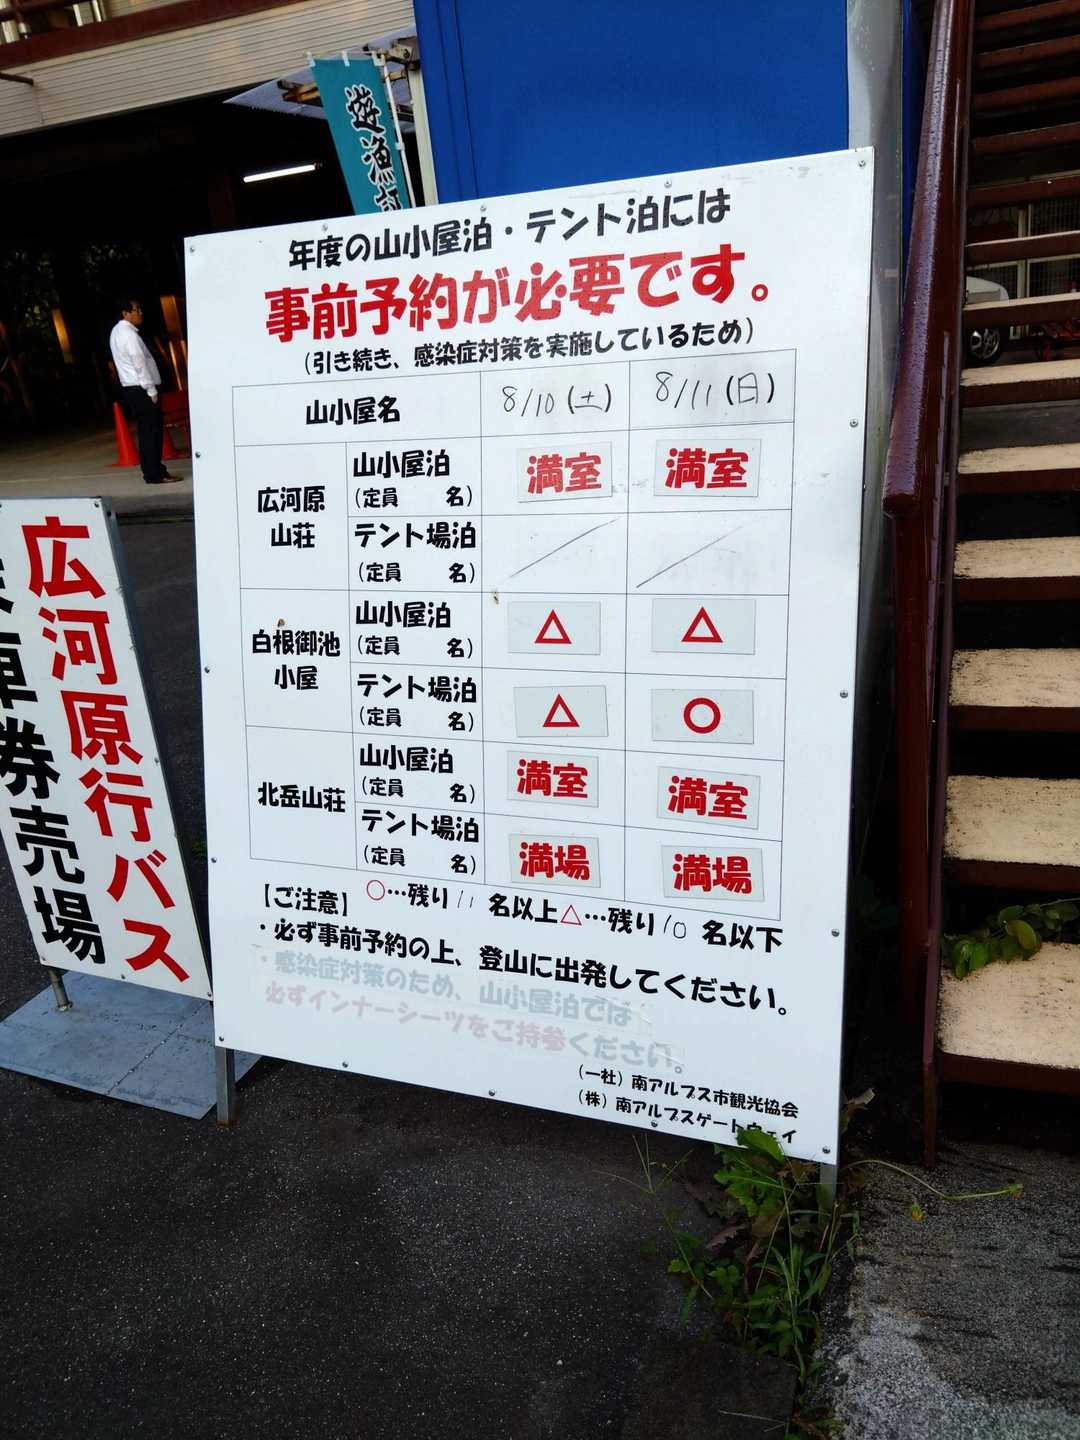 遊漁
年度の山小屋泊・テント泊には
事前予約が必要です。
(引き続き、感染症対策を実施しているため)
山小屋名 8/10(土) 8/11(日)
広河原山荘 山小屋泊(定員 名) 満室 満室
テント場泊(定員 名) / /
白根御池小屋 山小屋泊(定員 名) △ △
テント場泊(定員 名) △ ○
北岳山荘 山小屋泊(定員 名) 満室 満室
テント場泊(定員 名) 満場 満場
【ご注意】 ○…残り11名以上△…残り10名以下
・必ず事前予約の上、登山に出発してください。
・感染症対策のため、山小屋泊では
必ずインナーシーツをご持参ください。
(一社)南アルプス市観光協会
(株)南アルプスゲートウェイ
広河原行バス
車券売場